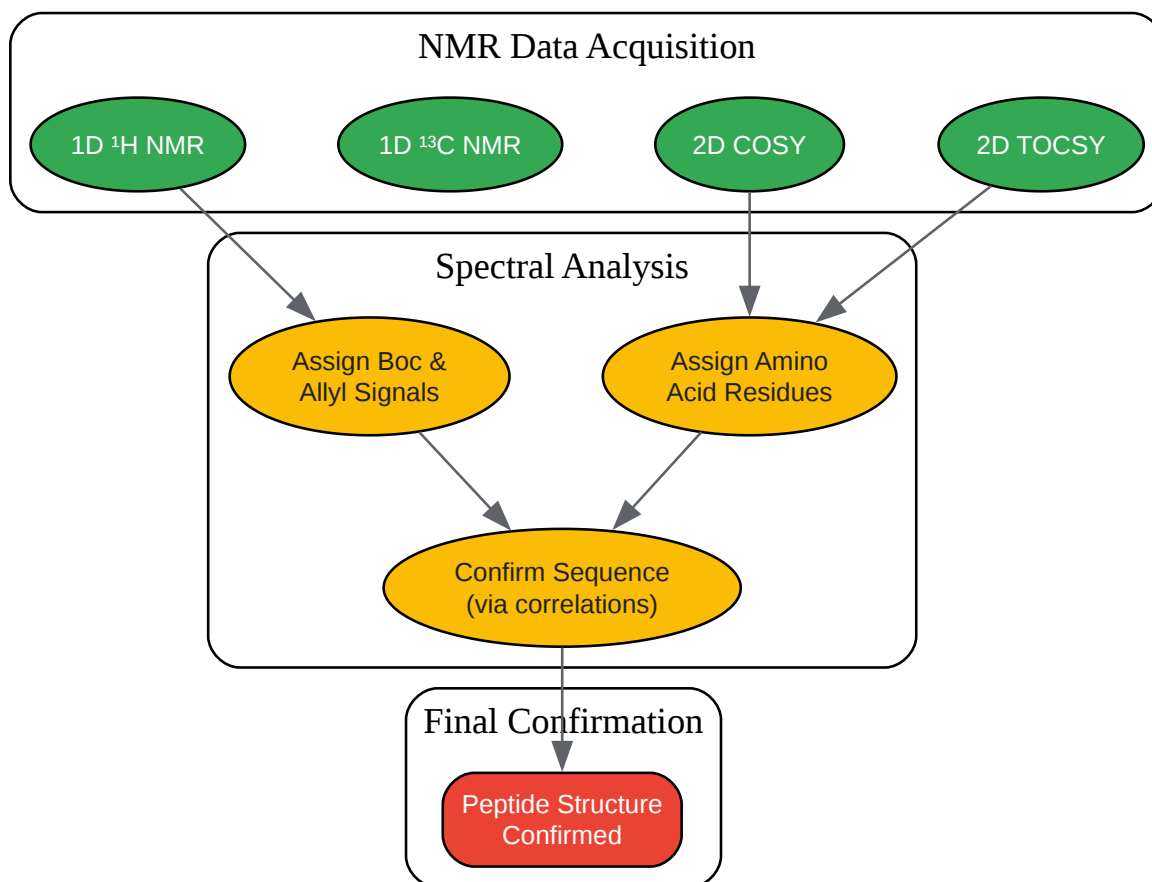 NMR Data Acquisition
1D ¹H NMR
1D ¹³C NMR
2D COSY
2D TOCSY
Spectral Analysis
Assign Boc &
Allyl Signals
Assign Amino
Acid Residues
Confirm Sequence
(via correlations)
Final Confirmation
Peptide Structure
Confirmed